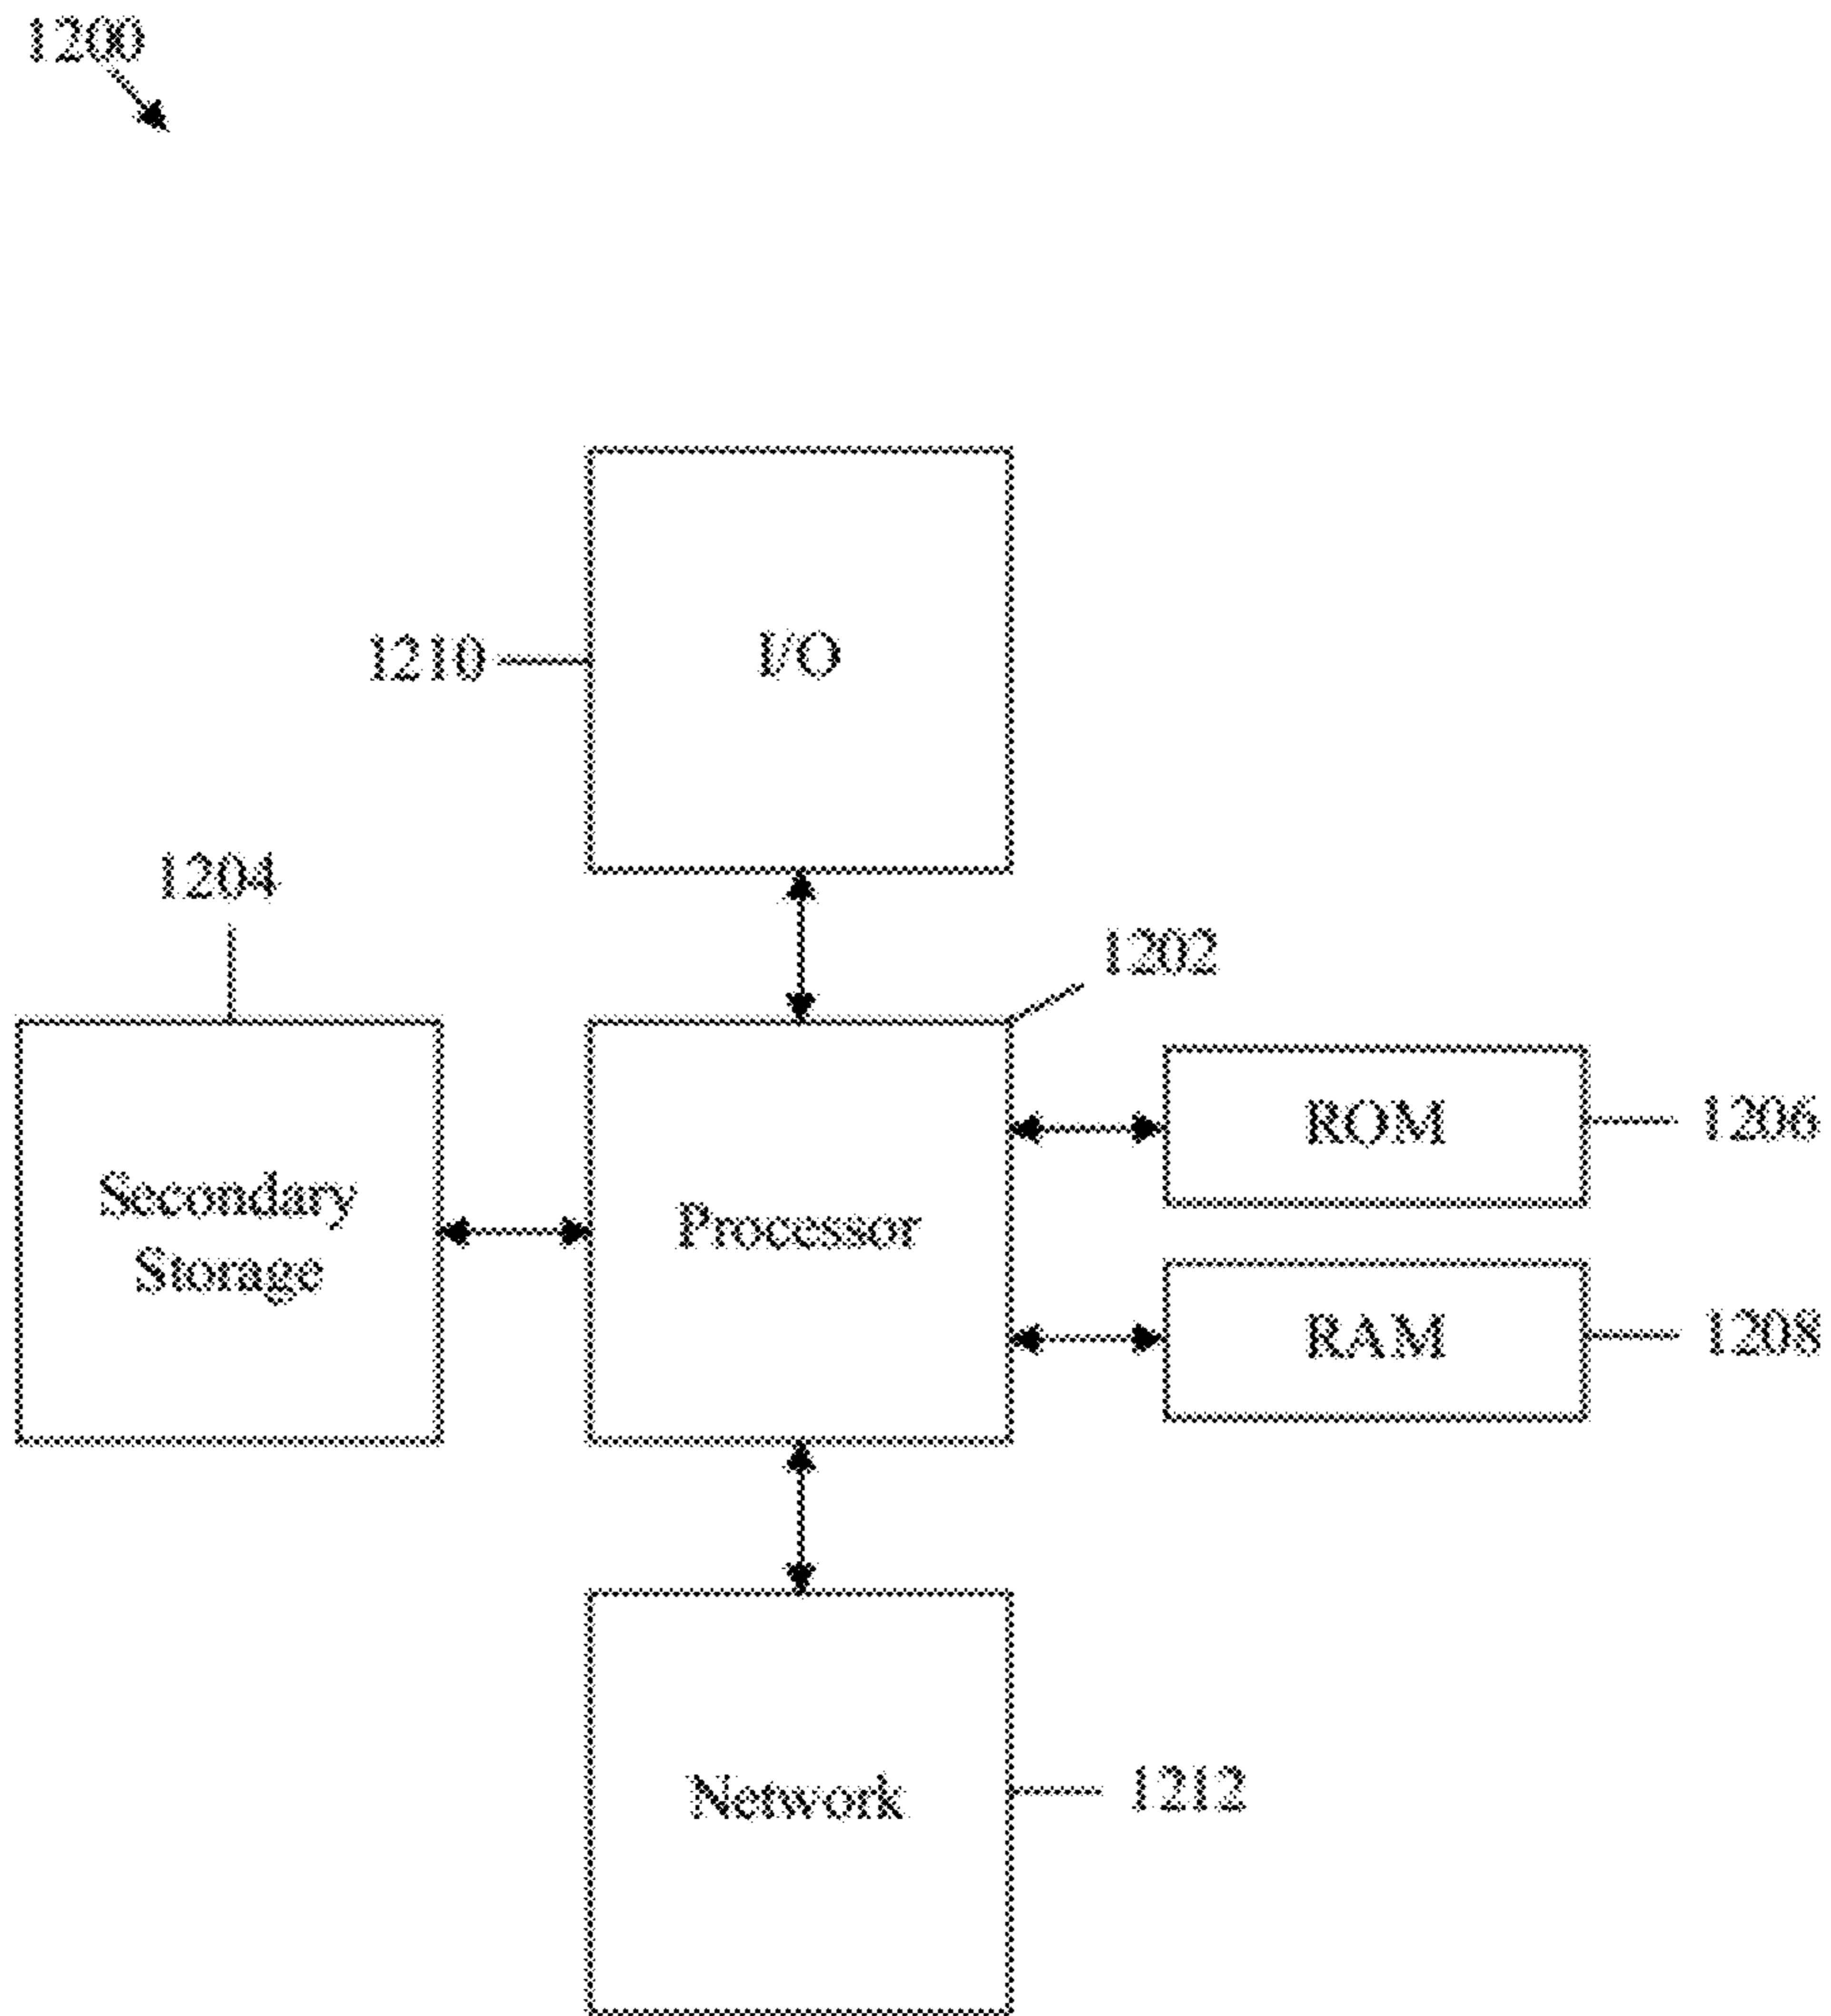 1200
I/O
1210
1204
1202
Secondary
Storage
Processor
ROM
1206
RAM
1208
Network
1212